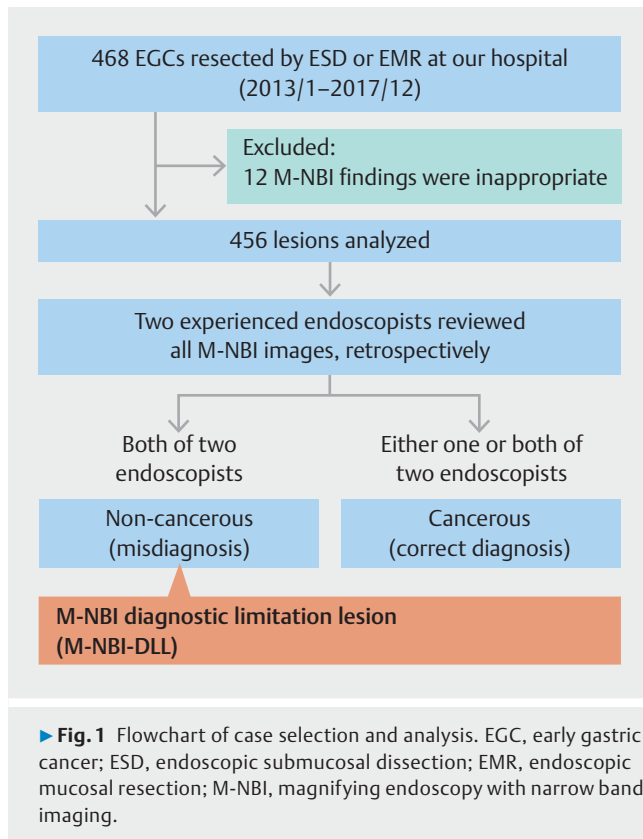 468 EGCs resected by ESD or EMR at our hospital
(2013/1–2017/12)
Excluded:
12 M-NBI findings were inappropriate
456 lesions analyzed
Two experienced endoscopists reviewed
all M-NBI images, retrospectively
Both of two
endoscopists
Either one or both of
two endoscopists
Non-cancerous
(misdiagnosis)
Cancerous
(correct diagnosis)
M-NBI diagnostic limitation lesion
(M-NBI-DLL)
▶ Fig. 1 Flowchart of case selection and analysis. EGC, early gastric
cancer; ESD, endoscopic submucosal dissection; EMR, endoscopic
mucosal resection; M-NBI, magnifying endoscopy with narrow band
imaging.